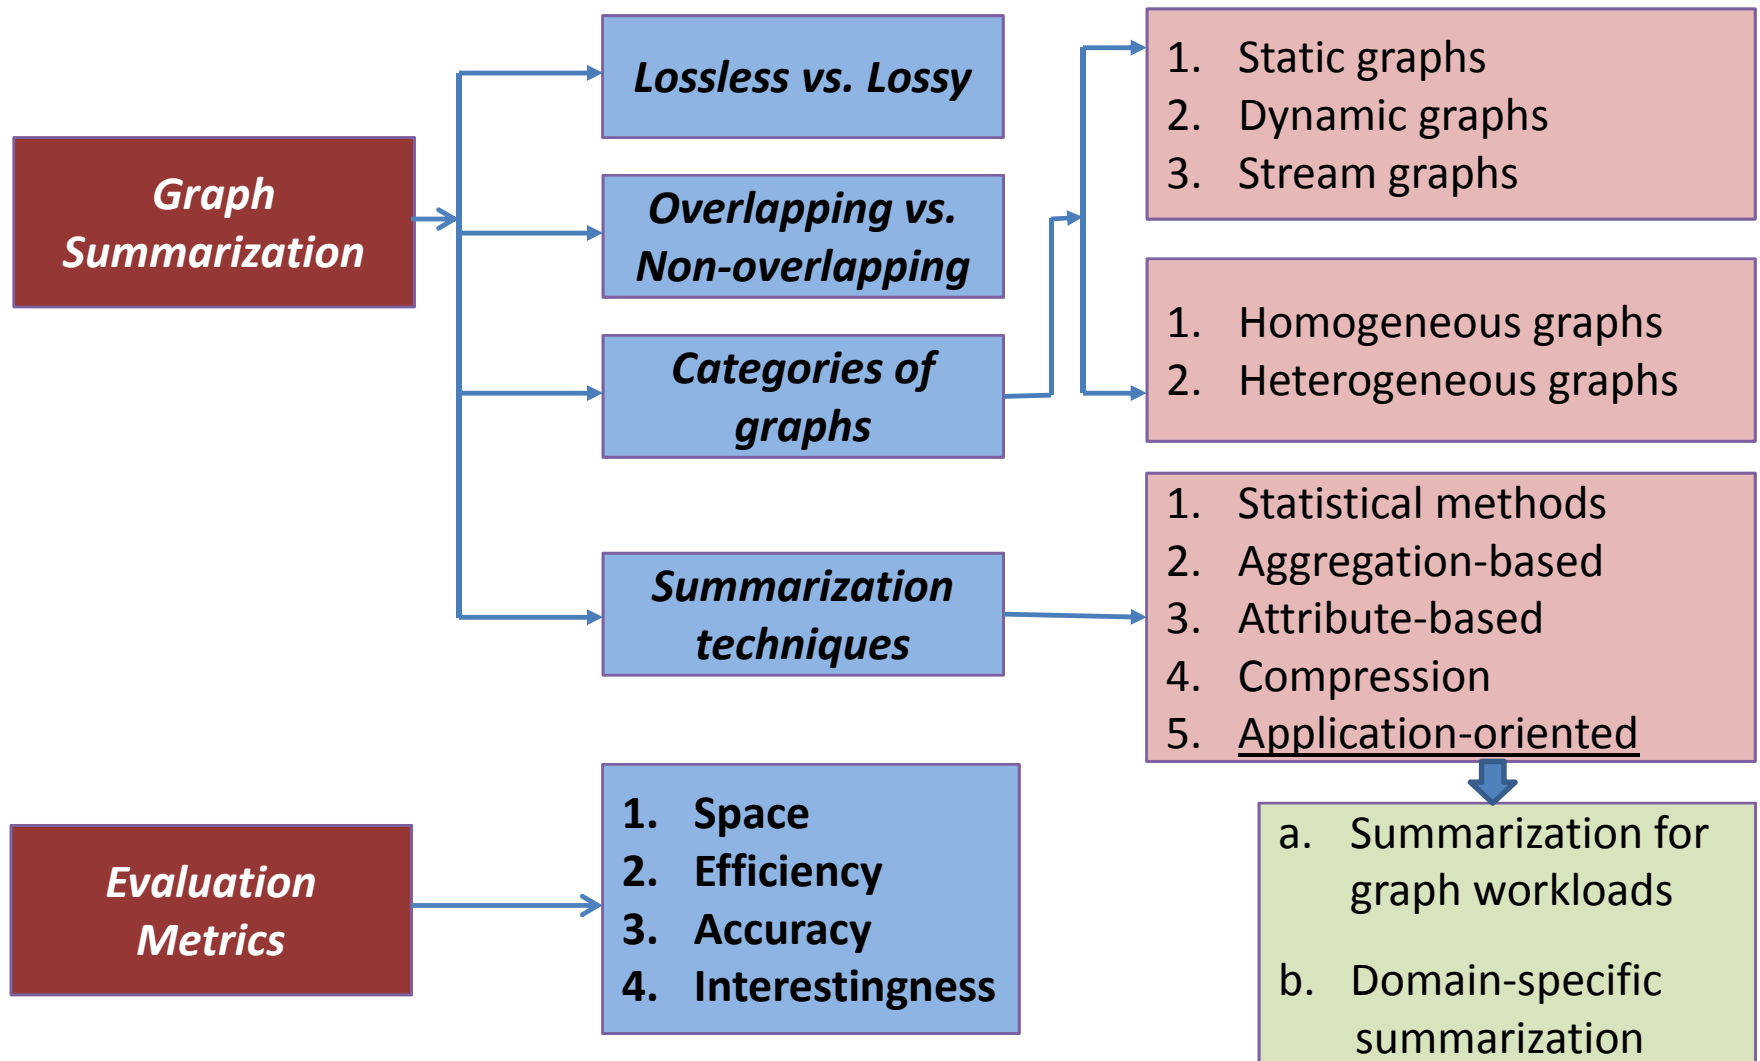 Graph
Summarization
Lossless vs. Lossy
Overlapping vs.
Non-overlapping
Categories of
graphs
Summarization
techniques
1. Static graphs
2. Dynamic graphs
3. Stream graphs
1. Homogeneous graphs
2. Heterogeneous graphs
1. Statistical methods
2. Aggregation-based
3. Attribute-based
4. Compression
5. Application-oriented
a. Summarization for
graph workloads
b. Domain-specific
summarization
Evaluation
Metrics
1. Space
2. Efficiency
3. Accuracy
4. Interestingness